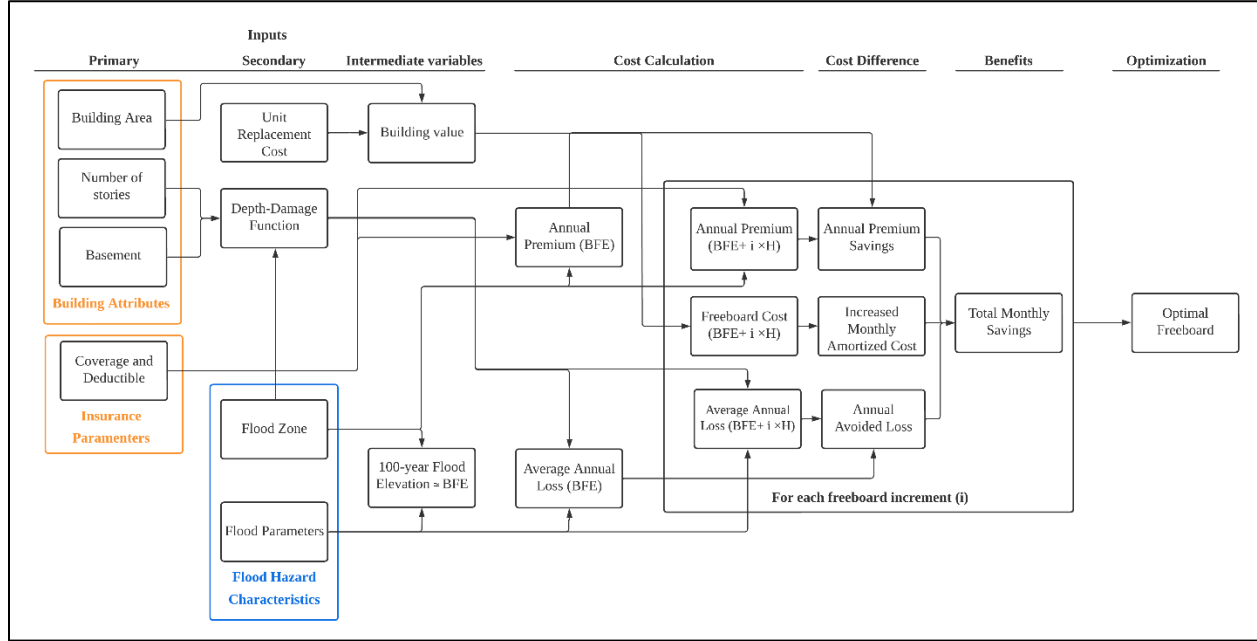 Inputs
Primary
Secondary
Intermediate variables
Cost Calculation
Cost Difference
Benefits
Optimization
Building Area
Unit
Replacement
Cost
Building value
Number of
stories
Depth-Damage
Function
Basement
Building Attributes
Annual
Premium (BFE)
Annual Premium
(BFE+ i ×H)
Annual Premium
Savings
Freeboard Cost
(BFE+ i ×H)
Increased
Monthly
Amortized Cost
Total Monthly
Savings
Optimal
Freeboard
Coverage and
Deductible
Insurance
Paramenters
Flood Zone
100-year Flood
Elevation ≈ BFE
Average Annual
Loss (BFE)
Average Annual
Loss (BFE+ i ×H)
Annual
Avoided Loss
For each freeboard increment (i)
Flood Parameters
Flood Hazard
Characteristics